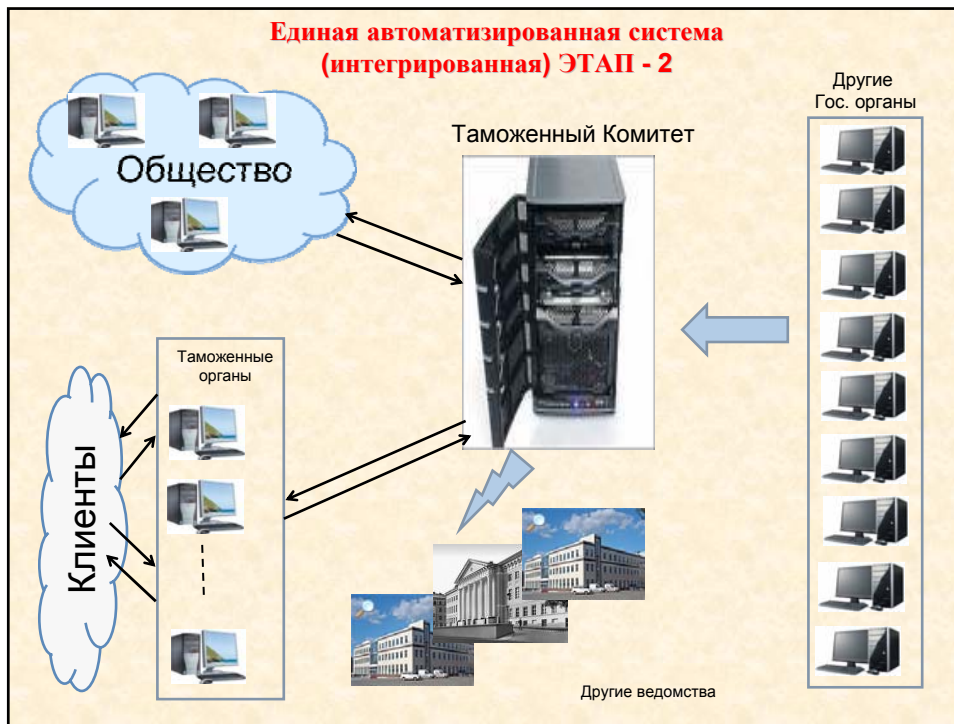 Единая автоматизированная система
(интегрированная) ЭТАП - 2
Другие
Гос. органы
Таможенный Комитет
Общество
Таможенные
органы
Клиенты
Другие ведомства